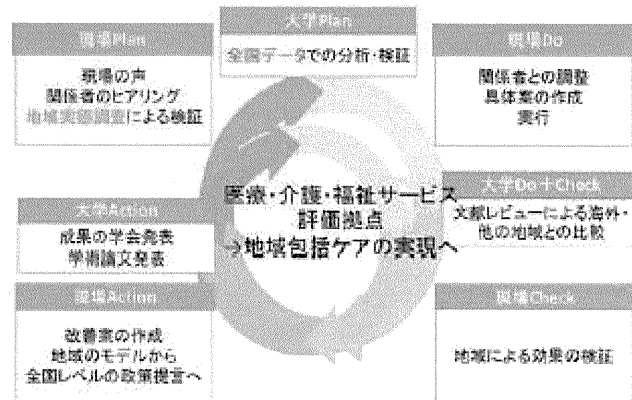 大学Plan
全国データでの分析・検証
現場Plan
現場の声
関係者のヒアリング
地域実態調査による検証
現場Do
関係者との調整
具体案の作成
実行
医療・介護・福祉サービス
評価拠点
→地域包括ケアの実現へ
大学Do＋Check
文献レビューによる海外・
他の地域との比較
大学Action
成果の学会発表
学術論文発表
現場Action
改善案の作成
地域のモデルから
全国レベルの政策提言へ
現場Check
地域による効果の検証